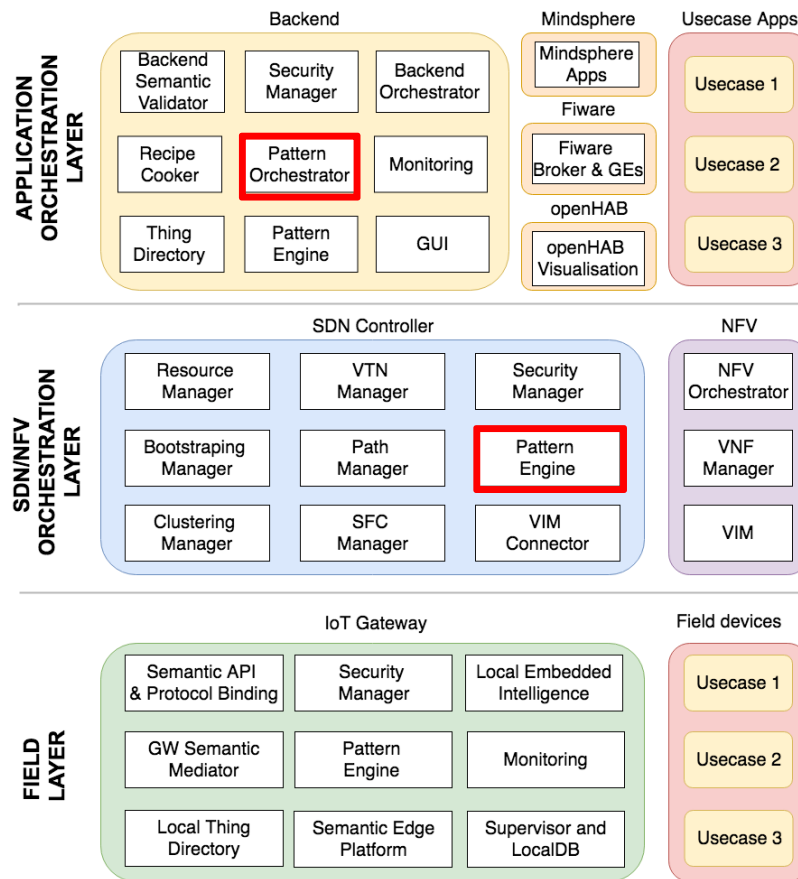 Backend
Mindsphere
Usecase Apps
APPLICATION
ORCHESTRATION
LAYER
Backend
Semantic
Validator
Security
Manager
Backend
Orchestrator
Mindsphere
Apps
Usecase 1
Fiware
Recipe
Cooker
Pattern
Orchestrator
Monitoring
Fiware
Broker & GEs
Usecase 2
openHAB
Thing
Directory
Pattern
Engine
GUI
openHAB
Visualisation
Usecase 3
SDN Controller
NFV
SDN/NFV
ORCHESTRATION
LAYER
Resource
Manager
VTN
Manager
Security
Manager
NFV
Orchestrator
Bootstraping
Manager
Path
Manager
Pattern
Engine
VNF
Manager
Clustering
Manager
SFC
Manager
VIM
Connector
VIM
IoT Gateway
Field devices
FIELD
LAYER
Semantic API
& Protocol Binding
Security
Manager
Local Embedded
Intelligence
Usecase 1
GW Semantic
Mediator
Pattern
Engine
Monitoring
Usecase 2
Local Thing
Directory
Semantic Edge
Platform
Supervisor and
LocalDB
Usecase 3